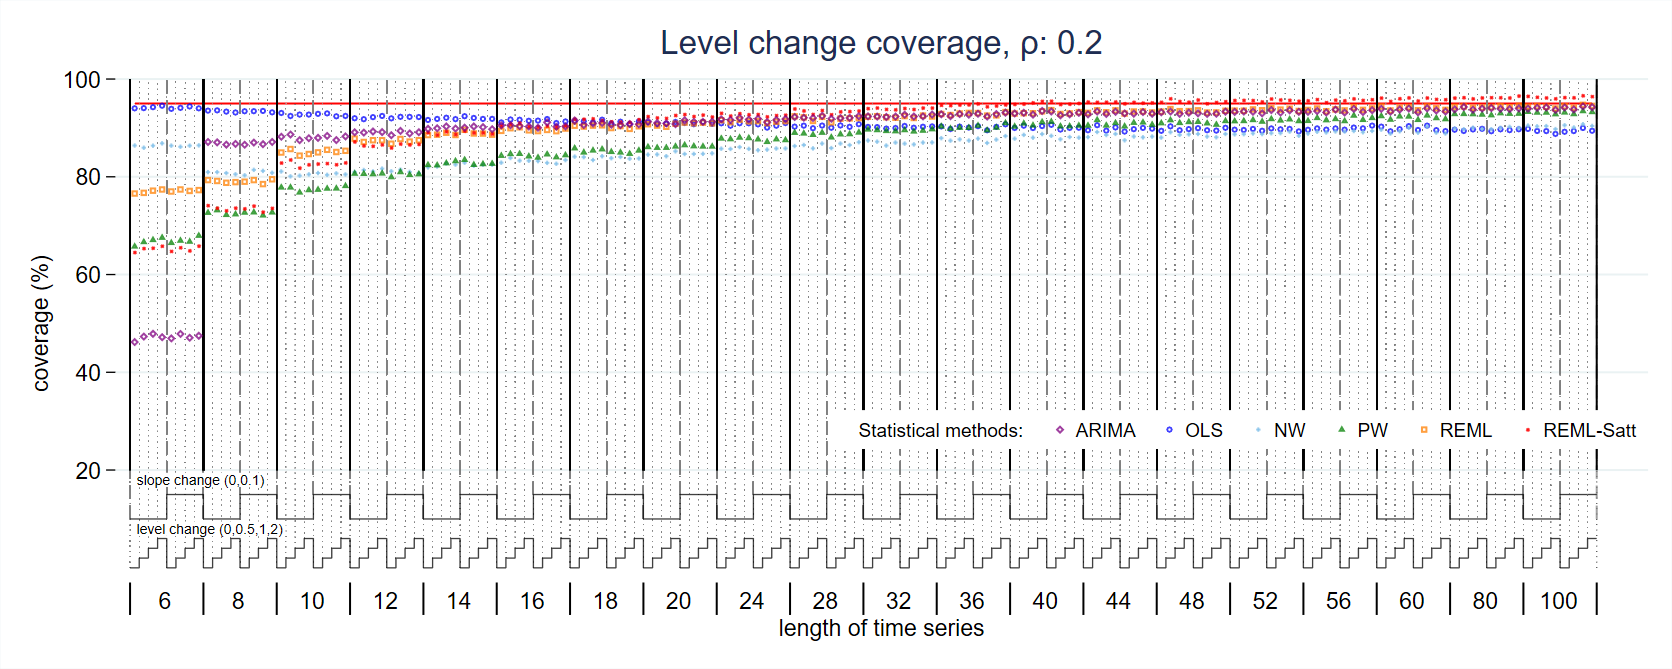 Level change coverage, ρ: 0.2
100
80
60
40
20
coverage (%)
Statistical methods: ARIMA OLS NW PW REML REML-Satt
slope change (0,0.1)
level change (0,0.5,1,2)
6 8 10 12 14 16 18 20 24 28 32 36 40 44 48 52 56 60 80 100
length of time series